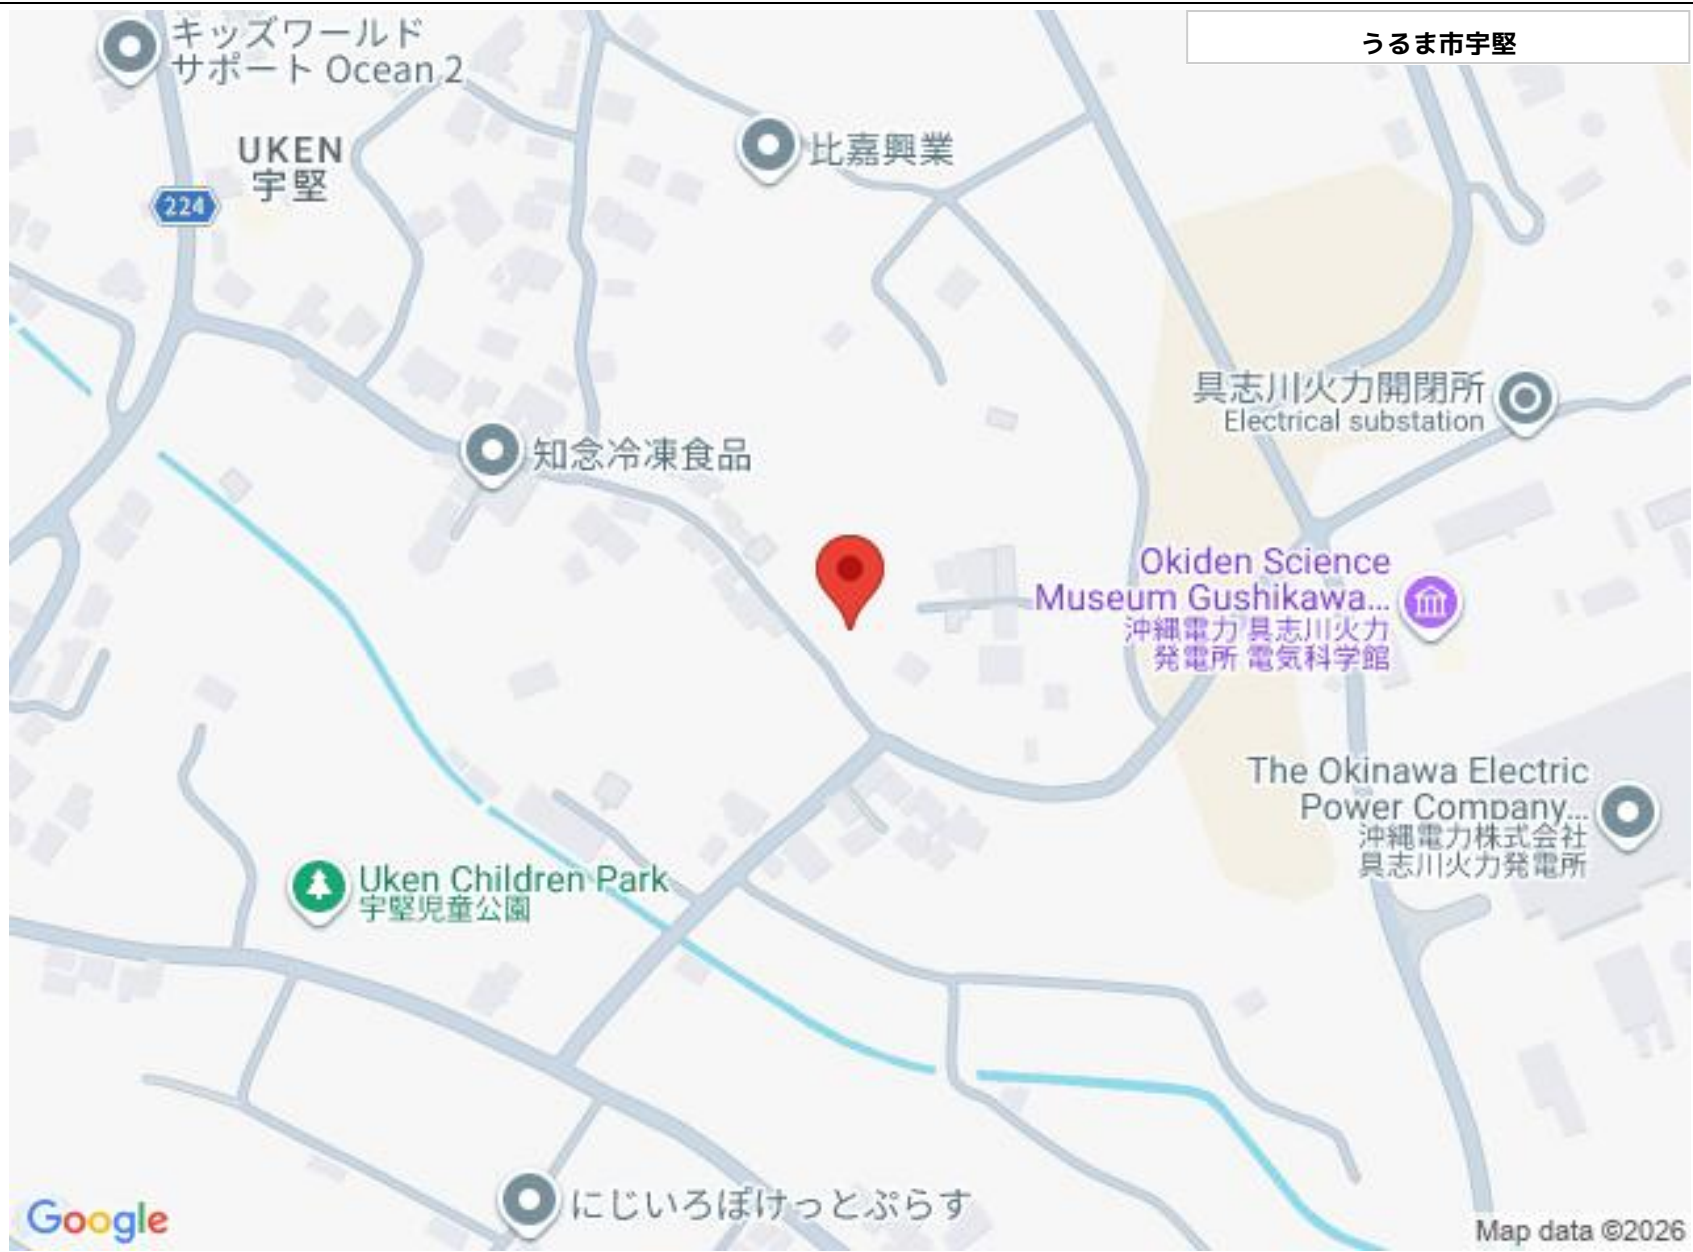 うるま市宇堅
キッズワールド
サポート Ocean 2
UKEN
宇堅
224
比嘉興業
具志川火力開閉所
Electrical substation
知念冷凍食品
Okiden Science
Museum Gushikawa...
沖縄電力 具志川火力
発電所 電気科学館
The Okinawa Electric
Power Company...
沖縄電力株式会社
具志川火力発電所
Uken Children Park
宇堅児童公園
にじいろぽけっとぷらす
Google
Map data ©2026